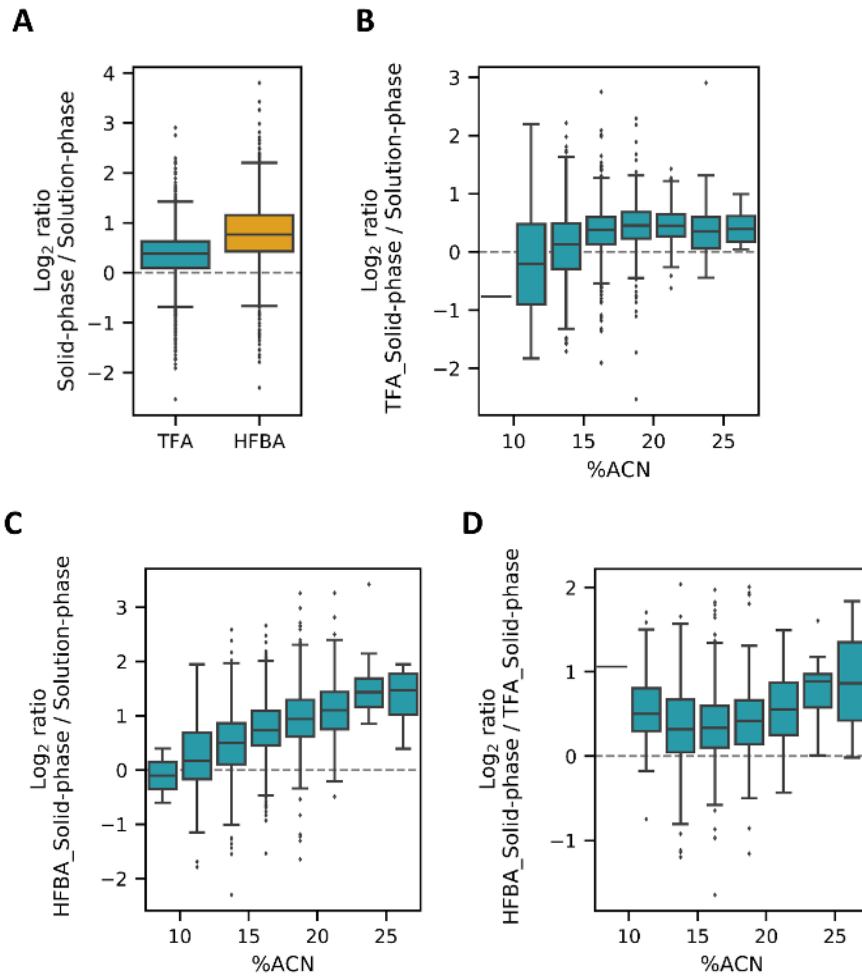 A
Log₂ ratio
Solid-phase / Solution-phase
4
3
2
1
0
−1
−2
TFA
HFBA
B
Log₂ ratio
TFA_Solid-phase / Solution-phase
3
2
1
0
−1
−2
10
15
20
25
%ACN
C
Log₂ ratio
HFBA_Solid-phase / Solution-phase
3
2
1
0
−1
−2
10
15
20
25
%ACN
D
Log₂ ratio
HFBA_Solid-phase / TFA_Solid-phase
2
1
0
−1
10
15
20
25
%ACN